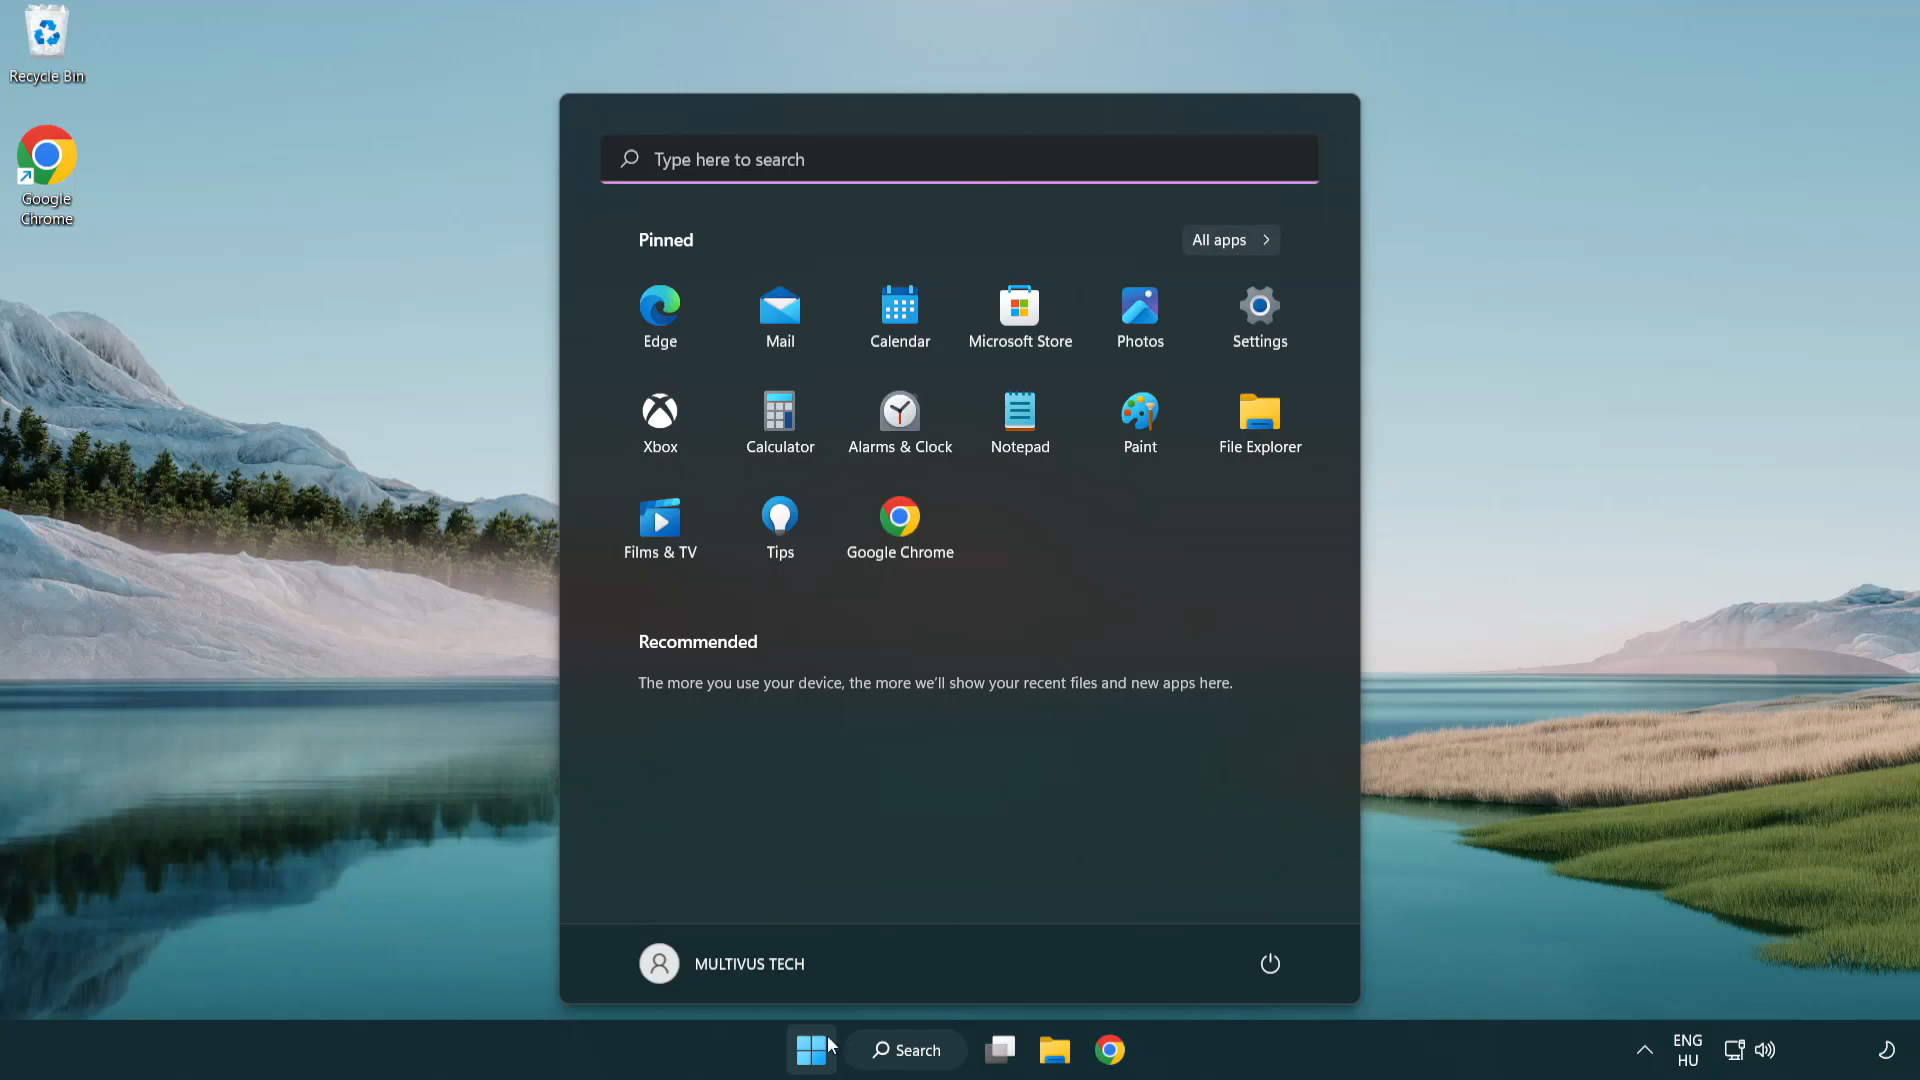 Recycle Bin
Google
Chrome
Type here to search
Pinned
All apps
Edge
Mail
Calendar
Microsoft Store
Photos
Settings
Xbox
Calculator
Alarms & Clock
Notepad
Paint
File Explorer
Films & TV
Tips
Google Chrome
Recommended
The more you use your device, the more we'll show your recent files and new apps here.
MULTIVUS TECH
Search
ENG
HU